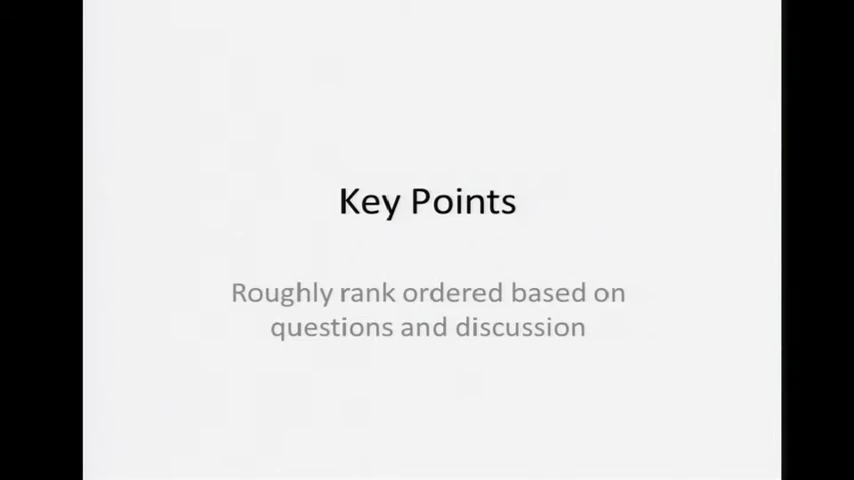 Key Points
Roughly rank ordered based on
questions and discussion